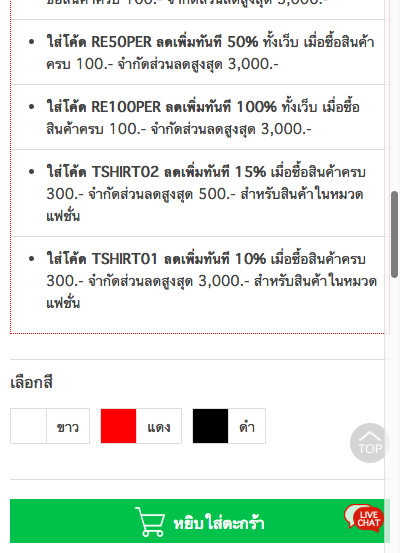 ใส่โค้ด RE50PER ลดเพิ่มทันที 50% ทั้งเว็บ เมื่อซื้อสินค้า
ครบ 100.- จำกัดส่วนลดสูงสุด 3,000.-
ใส่โค้ด RE100PER ลดเพิ่มทันที 100% ทั้งเว็บ เมื่อซื้อ
สินค้าครบ 100.- จำกัดส่วนลดสูงสุด 3,000.-
ใส่โค้ด TSHIRT02 ลดเพิ่มทันที 15% เมื่อซื้อสินค้าครบ
300.- จำกัดส่วนลดสูงสุด 500.- สำหรับสินค้าในหมวด
แฟชั่น
ใส่โค้ด TSHIRT01 ลดเพิ่มทันที 10% เมื่อซื้อสินค้าครบ
300.- จำกัดส่วนลดสูงสุด 3,000.- สำหรับสินค้าในหมวด
แฟชั่น
เลือกสี
ขาว แดง ดำ
TOP
หยิบใส่ตะกร้า
LIVE
CHAT